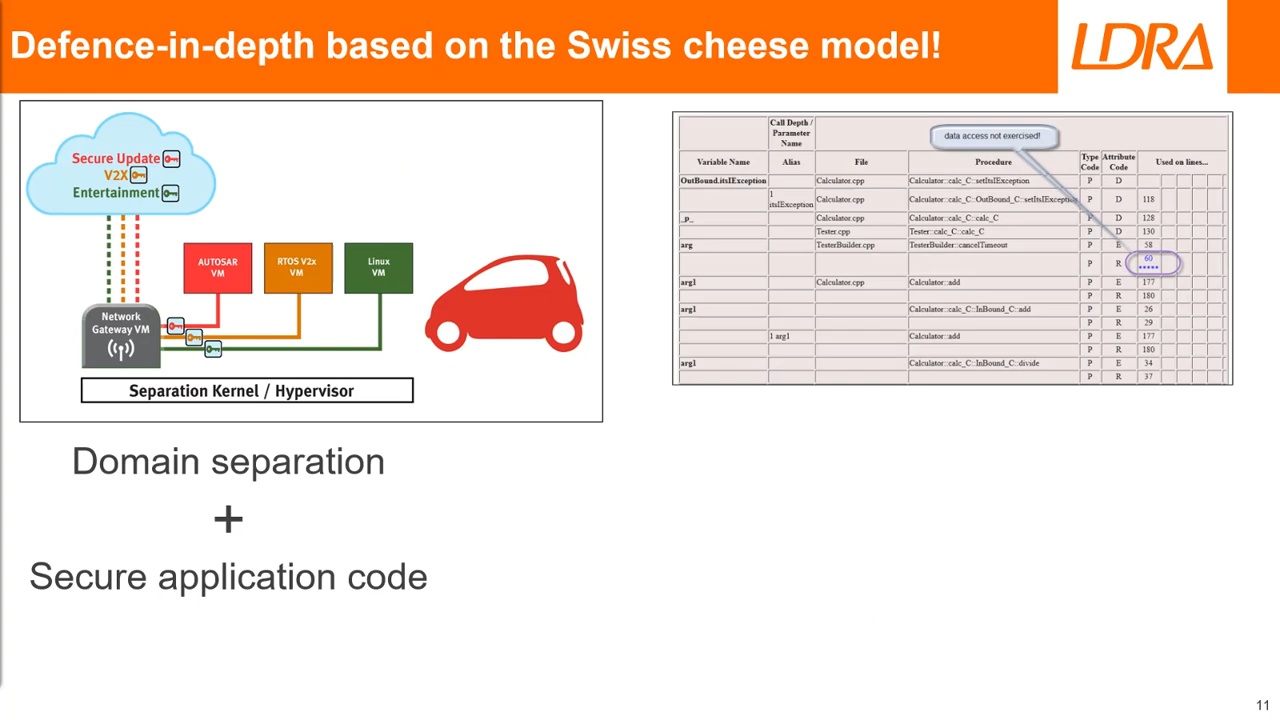 Defence-in-depth based on the Swiss cheese model!
LDRA
Secure Update
V2X
Entertainment
AUTOSAR
VM
RTOS V2x
VM
Linux
VM
Network
Gateway VM
Separation Kernel / Hypervisor
Domain separation
+
Secure application code
data access not exercised!
Call Depth /
Parameter
Name
Variable Name Alias File Procedure Type Code Attribute Code Used on lines...
OutBound.itsIException Calculator.cpp Calculator::calc_C::setItsIException P D
1 itsIException Calculator.cpp Calculator::calc_C::OutBound_C::setItsIException P D 118
_p_ Calculator.cpp Calculator::calc_C::calc_C P D 128
Tester.cpp Tester::calc_C::calc_C P D 130
arg TesterBuilder.cpp TesterBuilder::cancelTimeout P E 58
P R 60
*****
arg1 Calculator.cpp Calculator::add P E 177
P R 180
arg1 Calculator::calc_C::InBound_C::add P E 26
P R 29
1 arg1 Calculator::add P E 177
P R 180
arg1 Calculator::calc_C::InBound_C::divide P E 34
P R 37
11